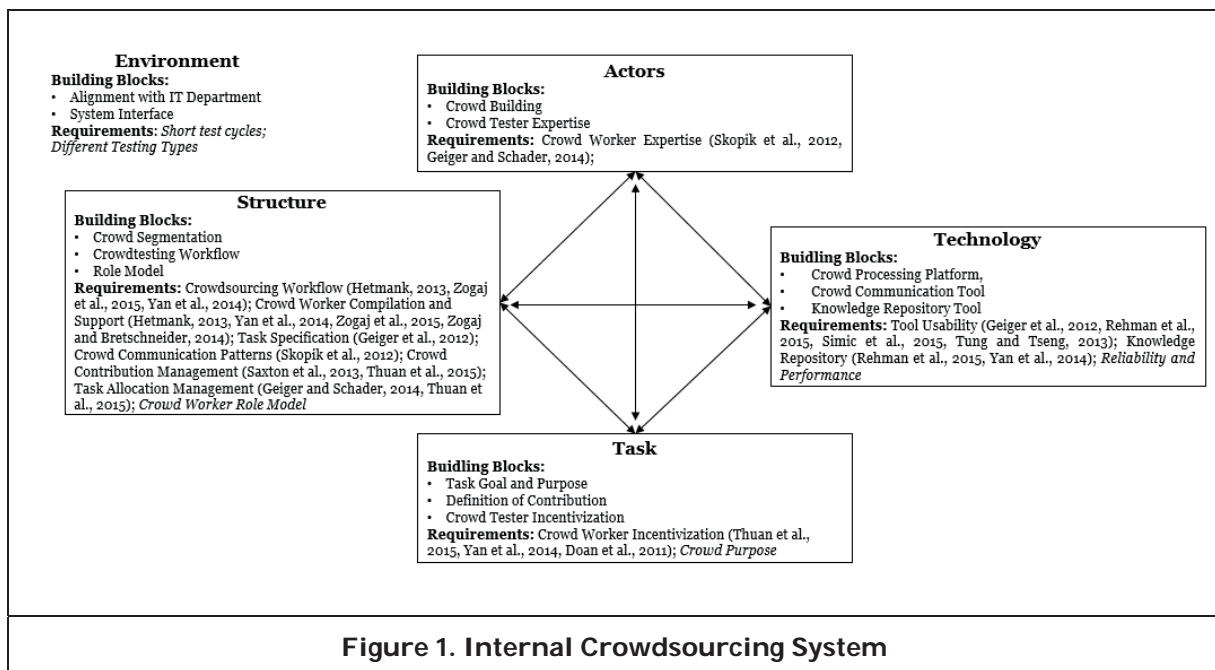 Environment
Building Blocks:
• Alignment with IT Department
• System Interface
Requirements: Short test cycles;
Different Testing Types
Actors
Building Blocks:
• Crowd Building
• Crowd Tester Expertise
Requirements: Crowd Worker Expertise (Skopik et al., 2012,
Geiger and Schader, 2014);
Structure
Building Blocks:
• Crowd Segmentation
• Crowdtesting Workflow
• Role Model
Requirements: Crowdsourcing Workflow (Hetmank, 2013, Zogaj
et al., 2015, Yan et al., 2014); Crowd Worker Compilation and
Support (Hetmank, 2013, Yan et al., 2014, Zogaj et al., 2015, Zogaj
and Bretschneider, 2014); Task Specification (Geiger et al., 2012);
Crowd Communication Patterns (Skopik et al., 2012); Crowd
Contribution Management (Saxton et al., 2013, Thuan et al., 2015);
Task Allocation Management (Geiger and Schader, 2014, Thuan
et al., 2015); Crowd Worker Role Model
Technology
Buidling Blocks:
• Crowd Processing Platform,
• Crowd Communication Tool
• Knowledge Repository Tool
Requirements: Tool Usability (Geiger et al., 2012, Rehman et al.,
2015, Simic et al., 2015, Tung and Tseng, 2013); Knowledge
Repository (Rehman et al., 2015, Yan et al., 2014); Reliability and
Performance
Task
Buidling Blocks:
• Task Goal and Purpose
• Definition of Contribution
• Crowd Tester Incentivization
Requirements: Crowd Worker Incentivization (Thuan et al.,
2015, Yan et al., 2014, Doan et al., 2011); Crowd Purpose
Figure 1. Internal Crowdsourcing System